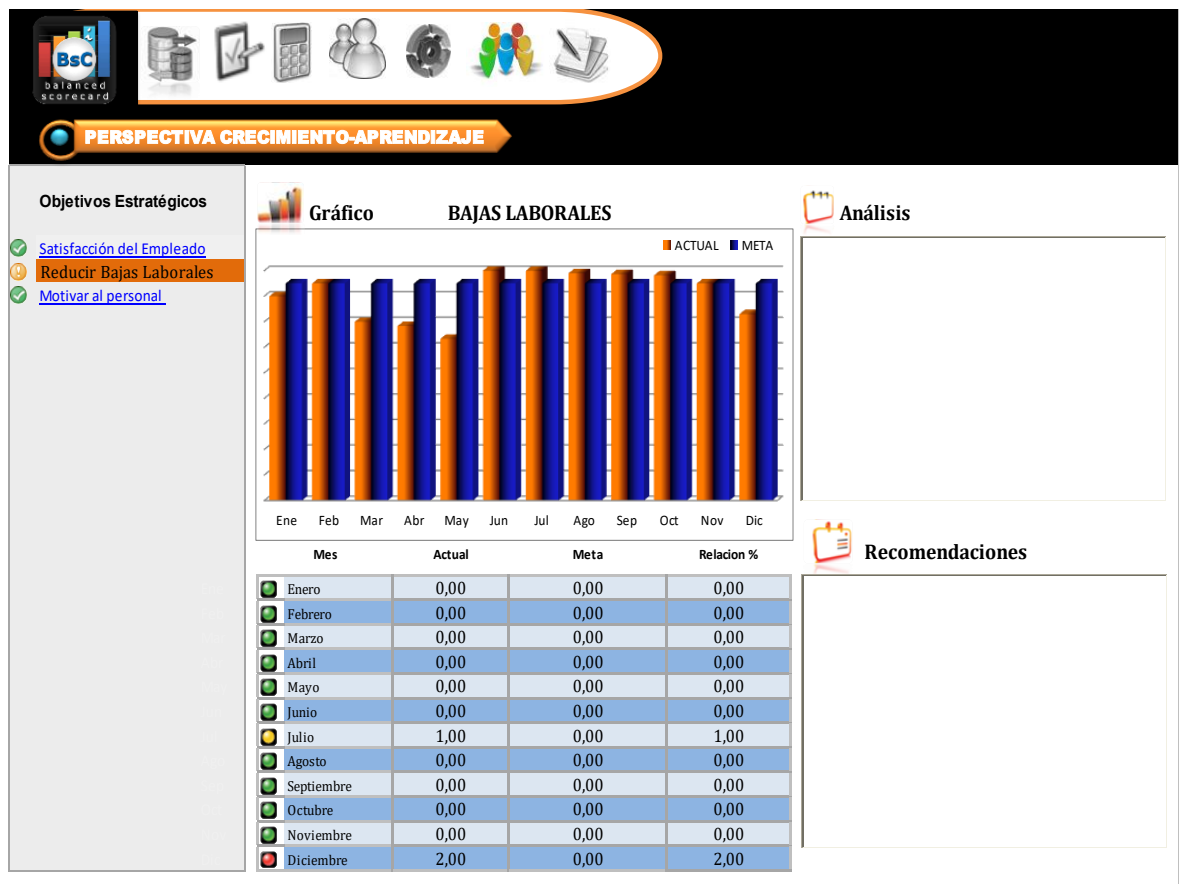 BsC
balanced
scorecard
PERSPECTIVA CRECIMIENTO-APRENDIZAJE
Objetivos Estratégicos
Satisfacción del Empleado
Reducir Bajas Laborales
Motivar al personal
Gráfico BAJAS LABORALES
ACTUAL META
Ene Feb Mar Abr May Jun Jul Ago Sep Oct Nov Dic
Mes Actual Meta Relacion %
Enero 0,00 0,00 0,00
Febrero 0,00 0,00 0,00
Marzo 0,00 0,00 0,00
Abril 0,00 0,00 0,00
Mayo 0,00 0,00 0,00
Junio 0,00 0,00 0,00
Julio 1,00 0,00 1,00
Agosto 0,00 0,00 0,00
Septiembre 0,00 0,00 0,00
Octubre 0,00 0,00 0,00
Noviembre 0,00 0,00 0,00
Diciembre 2,00 0,00 2,00
Análisis
Recomendaciones